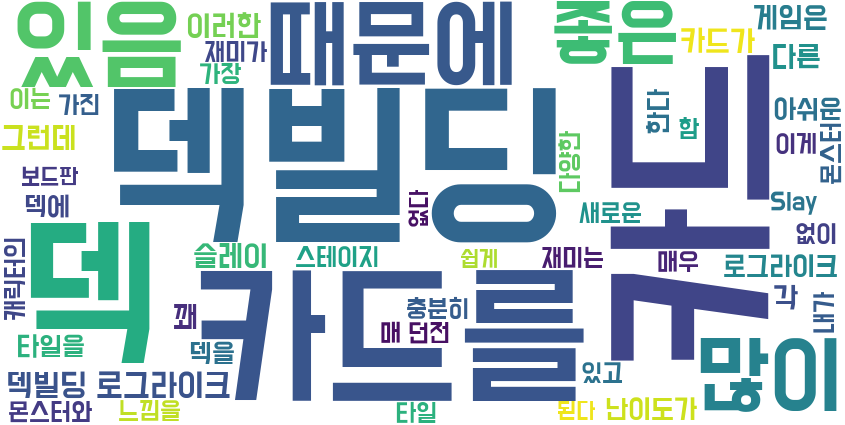 있음
이러한
때문에
좋은
게임은
재미가
카드가
다른
가장
이는
가진
덱빌딩
한다
함
아쉬운
그런데
다양한
이게
몬스터를
보드판
덱에
없다
새로운
Slay
없이
덱
캐릭터의
슬레이
스테이지
쉽게
재미는
매우
로그라이크
카드를
꽤
충분히
각
내가
타일을
덱을
매 던전
많이
덱빌딩 로그라이크
있고
몬스터와
느낌을
타일
된다
난이도가